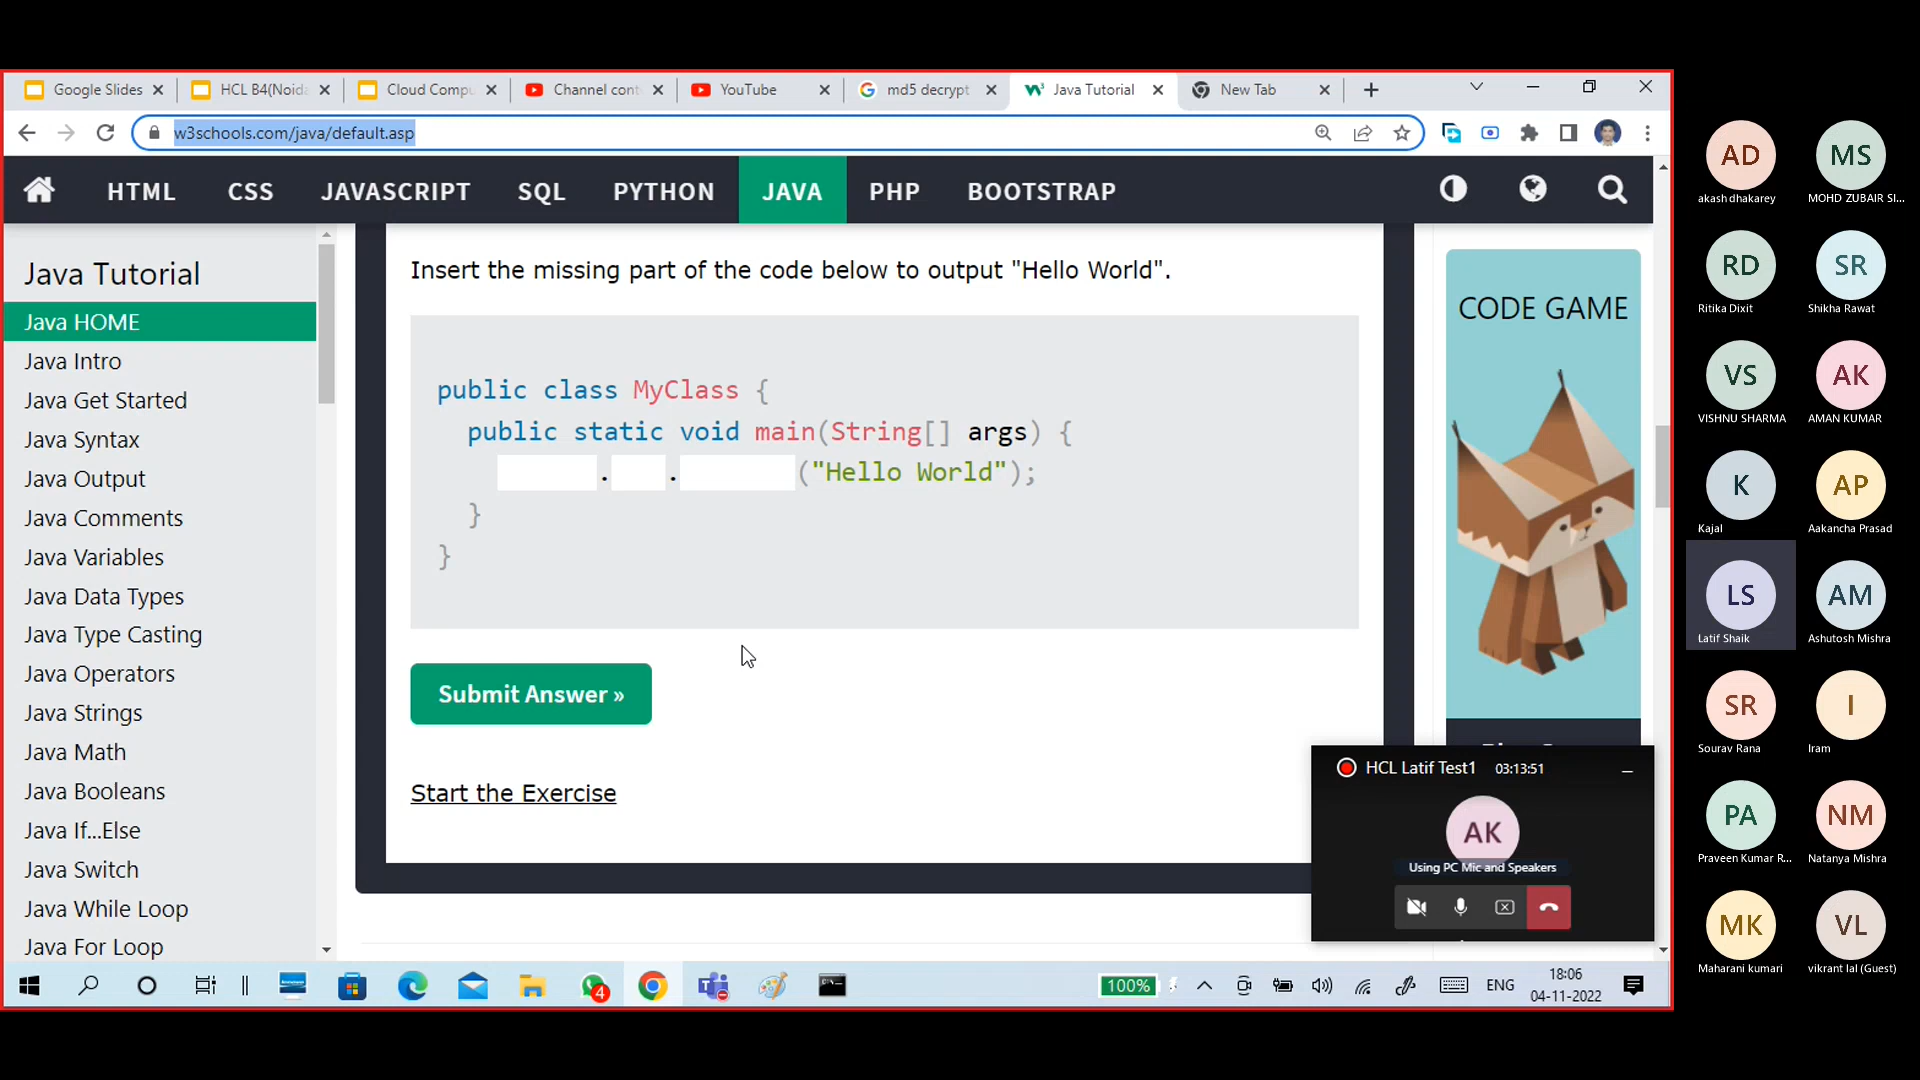 Google Slides
HCL B4(Noida
Cloud Compu
Channel cont
YouTube
md5 decrypt
Java Tutorial
New Tab
w3schools.com/java/default.asp
HTML
CSS
JAVASCRIPT
SQL
PYTHON
JAVA
PHP
BOOTSTRAP
Java Tutorial
Java HOME
Java Intro
Java Get Started
Java Syntax
Java Output
Java Comments
Java Variables
Java Data Types
Java Type Casting
Java Operators
Java Strings
Java Math
Java Booleans
Java If...Else
Java Switch
Java While Loop
Java For Loop
Insert the missing part of the code below to output "Hello World".
public class MyClass {
public static void main(String[] args) {
. . ("Hello World");
}
}
Submit Answer »
Start the Exercise
CODE GAME
HCL Latif Test1 03:13:51
AK
Using PC Mic and Speakers
4
100%
ENG
18:06
04-11-2022
AD
akash dhakarey
MS
MOHD ZUBAIR SI...
RD
Ritika Dixit
SR
Shikha Rawat
VS
VISHNU SHARMA
AK
AMAN KUMAR
K
Kajal
AP
Aakancha Prasad
LS
Latif Shaik
AM
Ashutosh Mishra
SR
Sourav Rana
I
Iram
PA
Praveen Kumar R...
NM
Natanya Mishra
MK
Maharani kumari
VL
vikrant lal (Guest)